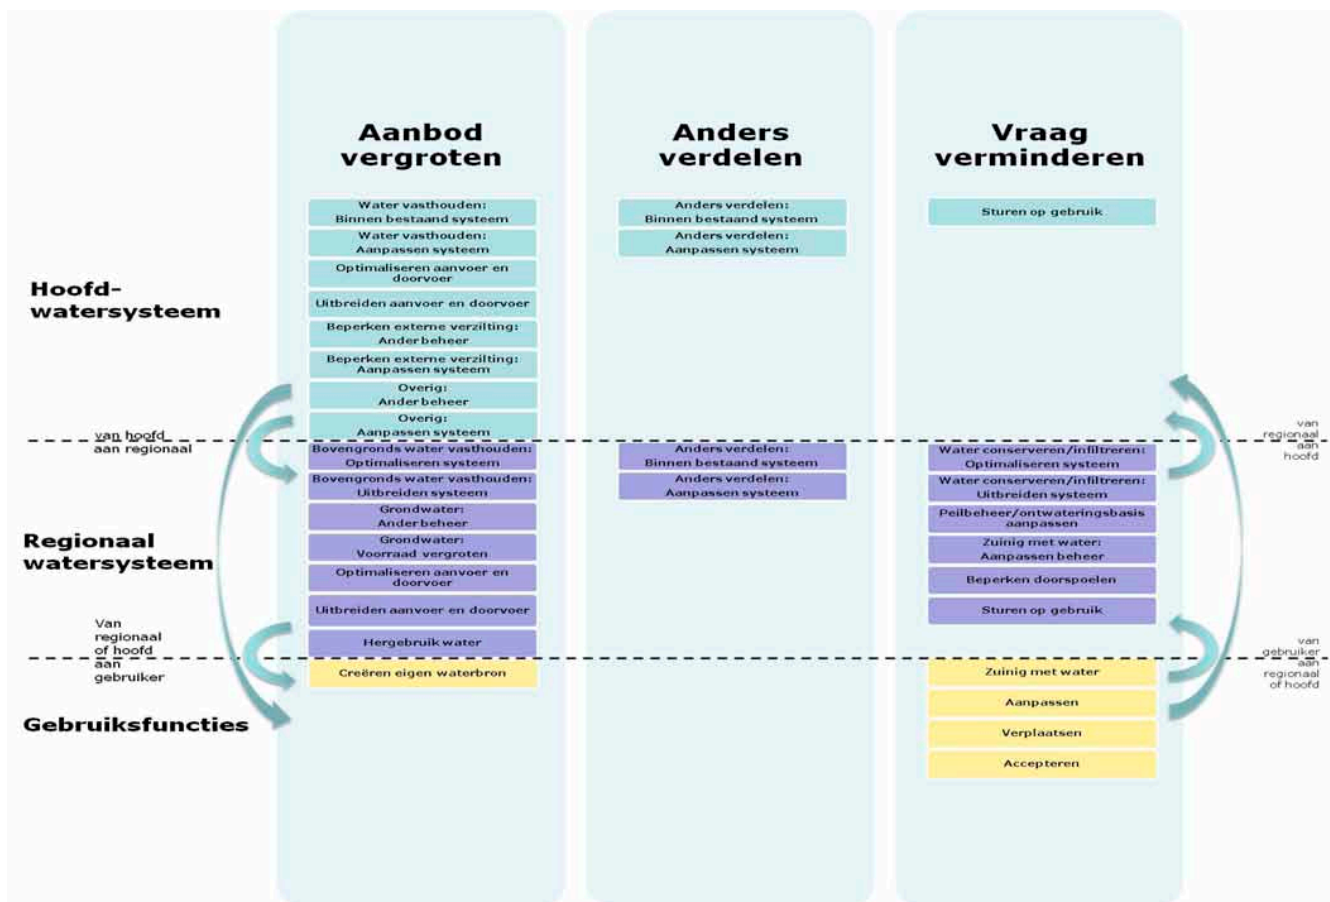 Aanbod
vergroten
Anders
verdelen
Vraag
verminderen
Hoofd-
watersysteem
Water vasthouden:
Binnen bestaand systeem
Water vasthouden:
Aanpassen systeem
Optimaliseren aanvoer en
doorvoer
Uitbreiden aanvoer en doorvoer
Beperken externe verzilting:
Ander beheer
Beperken externe verzilting:
Aanpassen systeem
Overig:
Ander beheer
Overig:
Aanpassen systeem
Anders verdelen:
Binnen bestaand systeem
Anders verdelen:
Aanpassen systeem
Sturen op gebruik
van hoofd
aan regionaal
van
regionaal
aan
hoofd
Regionaal
watersysteem
Bovengronds water vasthouden:
Optimaliseren systeem
Bovengronds water vasthouden:
Uitbreiden systeem
Grondwater:
Ander beheer
Grondwater:
Voorraad vergroten
Optimaliseren aanvoer en
doorvoer
Uitbreiden aanvoer en doorvoer
Hergebruik water
Anders verdelen:
Binnen bestaand systeem
Anders verdelen:
Aanpassen systeem
Water conserveren/infiltreren:
Optimaliseren systeem
Water conserveren/infiltreren:
Uitbreiden systeem
Peilbeheer/ontwateringsbasis
aanpassen
Zuinig met water:
Aanpassen beheer
Beperken doorspoelen
Sturen op gebruik
Van
regionaal
of hoofd
aan
gebruiker
van
gebruiker
aan
regionaal
of hoofd
Gebruiksfuncties
Creëren eigen waterbron
Zuinig met water
Aanpassen
Verplaatsen
Accepteren